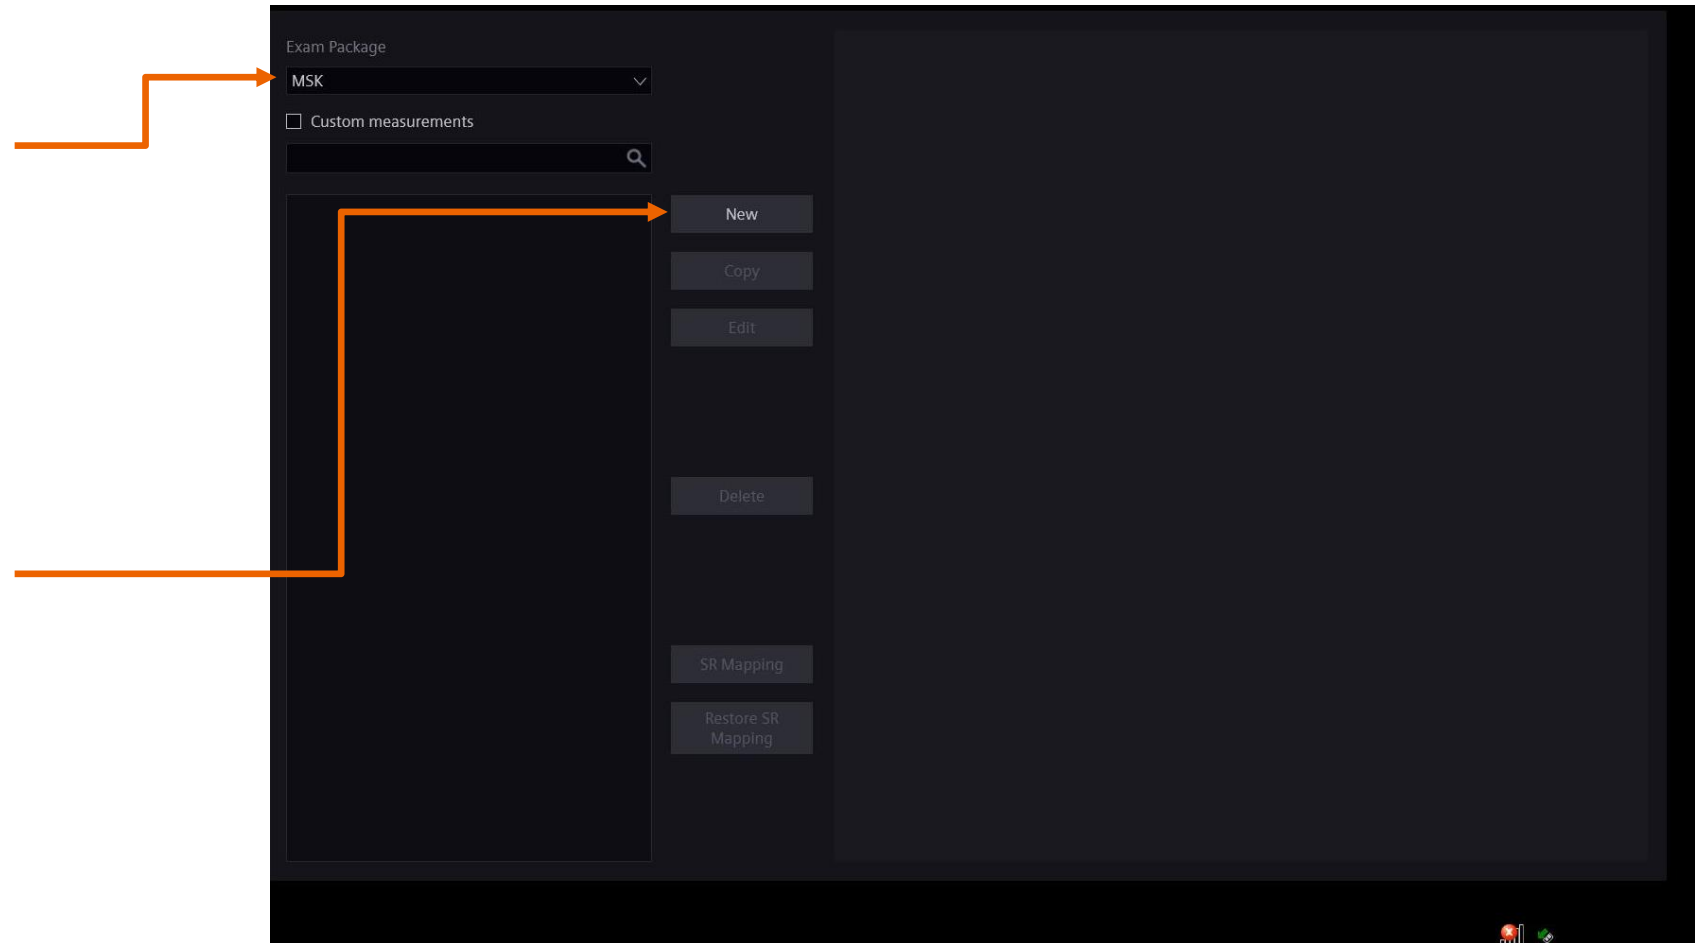 Exam Package
MSK
Custom measurements
New
Copy
Edit
Delete
SR Mapping
Restore SR
Mapping